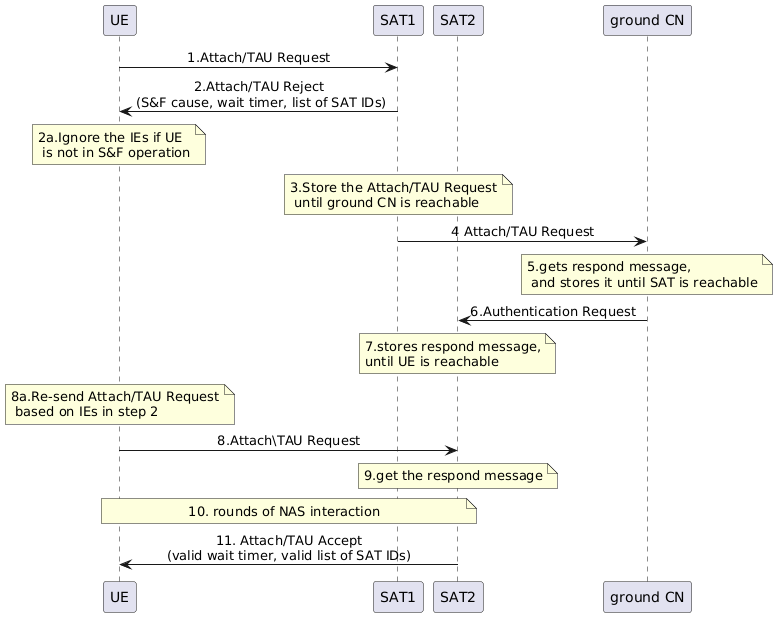 UE
SAT1
SAT2
ground CN
1.Attach/TAU Request
2.Attach/TAU Reject
(S&F cause, wait timer, list of SAT IDs)
2a.Ignore the IEs if UE
is not in S&F operation
3.Store the Attach/TAU Request
until ground CN is reachable
4 Attach/TAU Request
5.gets respond message,
and stores it until SAT is reachable
6.Authentication Request
7.stores respond message,
until UE is reachable
8a.Re-send Attach/TAU Request
based on IEs in step 2
8.Attach\TAU Request
9.get the respond message
10. rounds of NAS interaction
11. Attach/TAU Accept
(valid wait timer, valid list of SAT IDs)
UE
SAT1
SAT2
ground CN